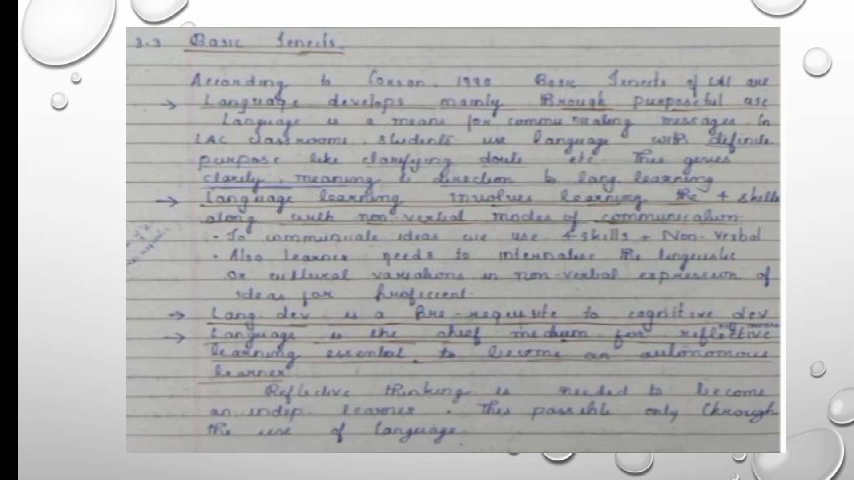 3.3 Basic Tenets.
According to Corson, 1990 Basic Tenets of LAC are
→ Language develops mainly through purposeful use
Language is a means for communicating messages. In
LAC classrooms, students use language with definite
purpose like clarifying doubts etc. This gives
clarity, meaning & direction to lang. learning
→ Language learning involves learning the 4 skills
along with non verbal modes of communication
- To communicate ideas we use 4 skills + Non-verbal
- Also learner needs to internalise the linguistic
or cultural variations in non-verbal expression of
ideas for proficient.
→ Lang dev is a Pre-requisite to cognitive dev
→ Language is the chief medium for reflective
learning essential to become an autonomous
learner
Reflective thinking is needed to become
an indep. learner. This possible only through
the use of language.